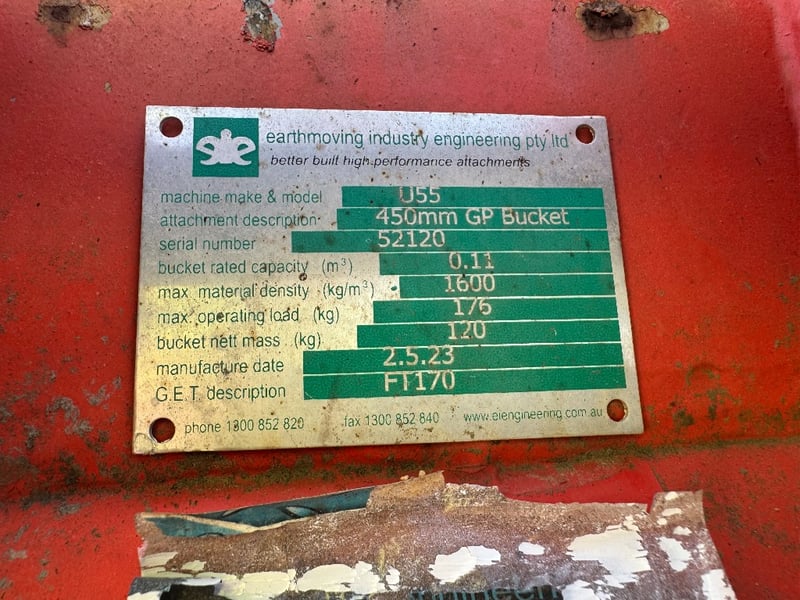 eie
earthmoving industry engineering pty ltd
better built high performance attachments
machine make & model U55
attachment description 450mm GP Bucket
serial number 52120
bucket rated capacity (m³) 0.11
max. material density (kg/m³) 1600
max. operating load (kg) 176
bucket nett mass (kg) 120
manufacture date 2.5.23
G.E.T. description FT170
phone 1300 852 820 fax 1300 852 840 www.eiengineering.com.au